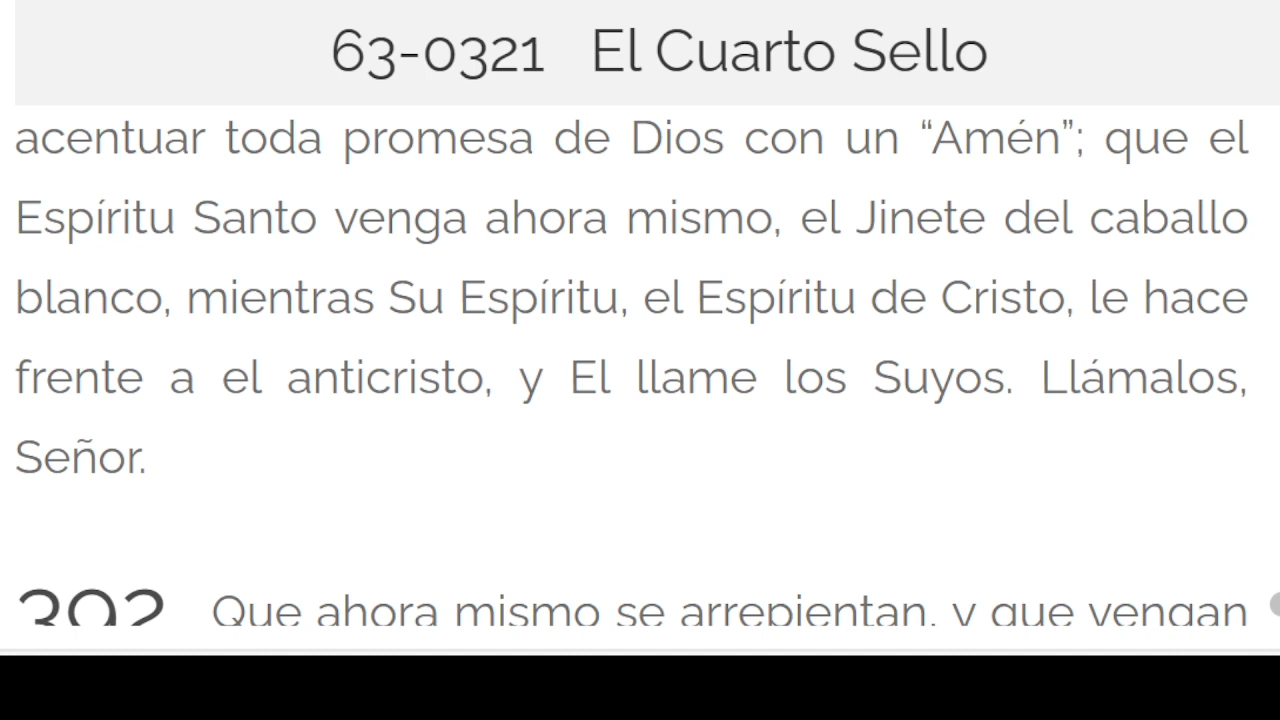 63-0321 El Cuarto Sello
acentuar toda promesa de Dios con un “Amén”; que el
Espíritu Santo venga ahora mismo, el Jinete del caballo
blanco, mientras Su Espíritu, el Espíritu de Cristo, le hace
frente a el anticristo, y El llame los Suyos. Llámalos,
Señor.
Que ahora mismo se arrepientan, y que vengan